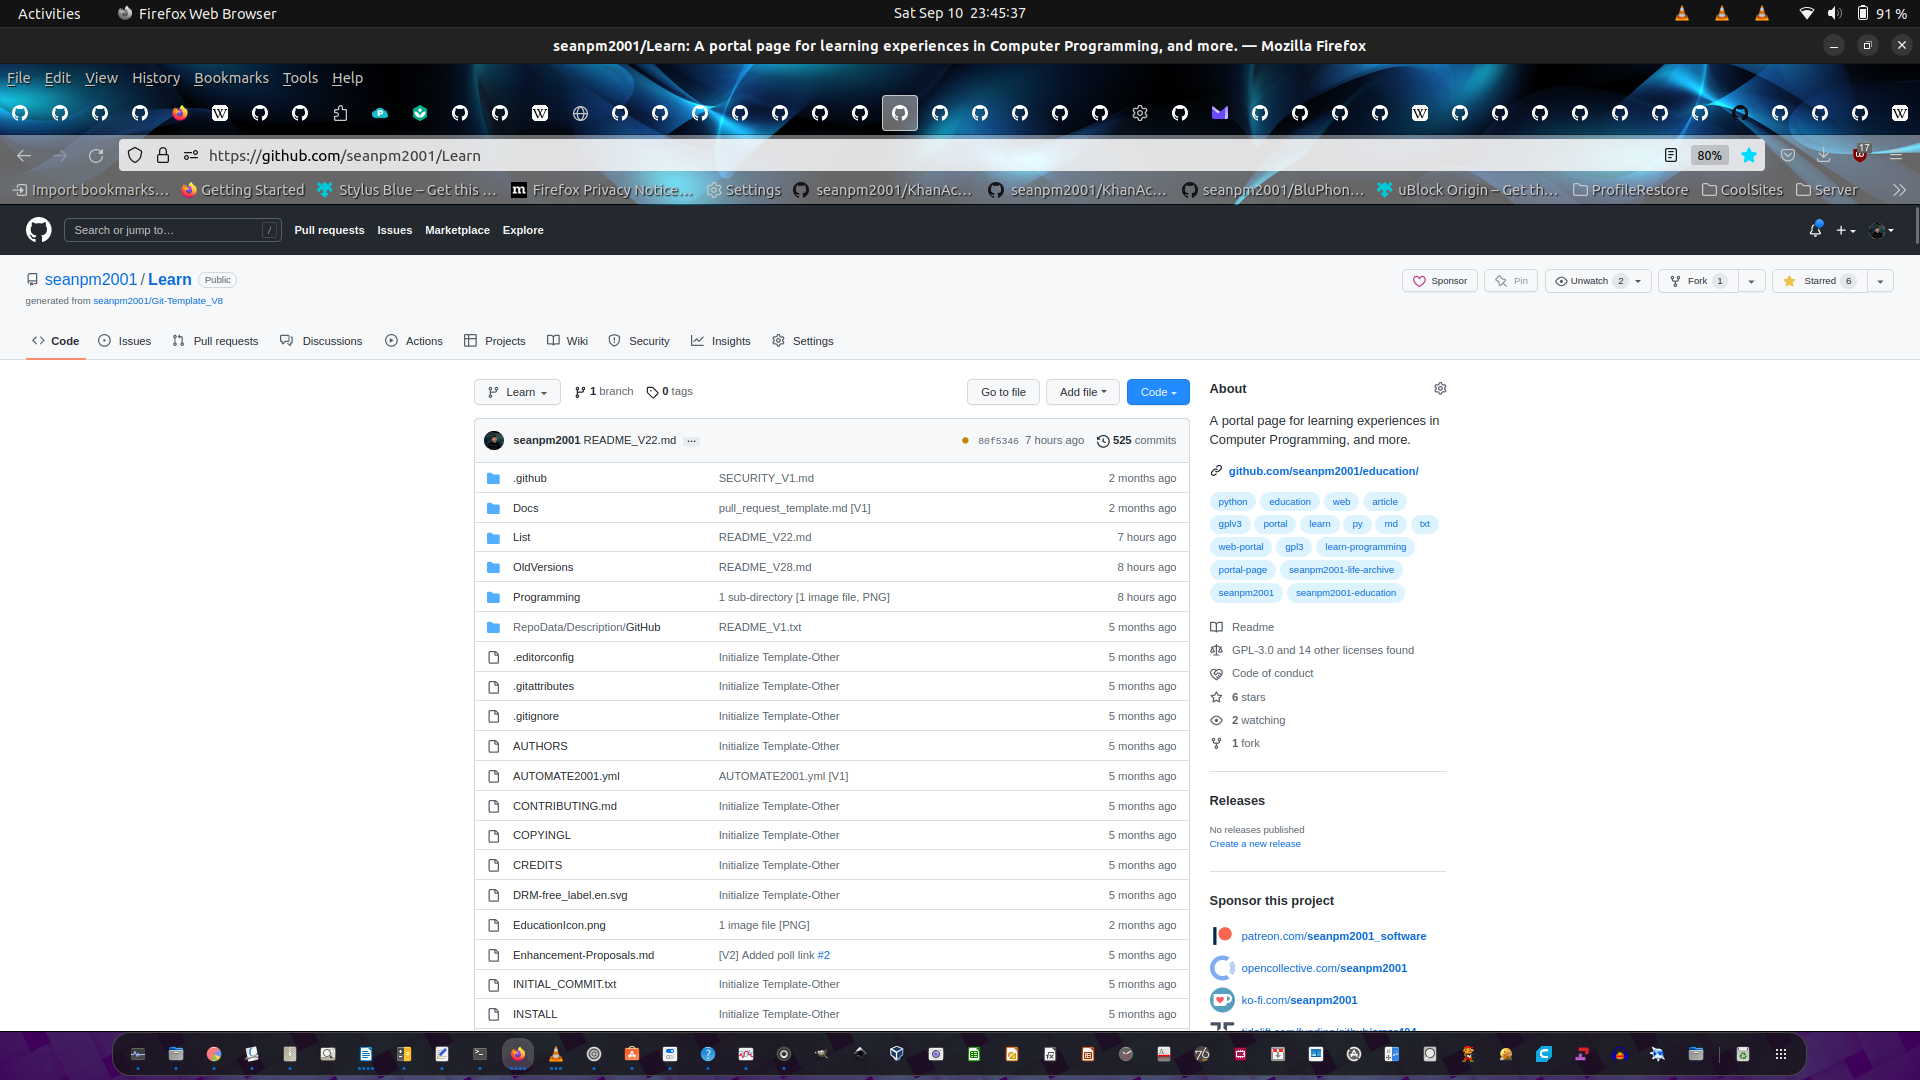 Activities Firefox Web Browser Sat Sep 10 23:45:37 91 %
seanpm2001/Learn: A portal page for learning experiences in Computer Programming, and more. — Mozilla Firefox
File Edit View History Bookmarks Tools Help
https://github.com/seanpm2001/Learn 80% 17
Import bookmarks… Getting Started Stylus Blue – Get this … Firefox Privacy Notice… Settings seanpm2001/KhanAc… seanpm2001/KhanAc… seanpm2001/BluPhon… uBlock Origin – Get th… ProfileRestore CoolSites Server
Search or jump to… / Pull requests Issues Marketplace Explore
seanpm2001 / Learn Public Sponsor Pin Unwatch 2 Fork 1 Starred 6
generated from seanpm2001/Git-Template_V8
Code Issues Pull requests Discussions Actions Projects Wiki Security Insights Settings
Learn 1 branch 0 tags Go to file Add file Code
seanpm2001 README_V22.md ... 80f5346 7 hours ago 525 commits
.github SECURITY_V1.md 2 months ago
Docs pull_request_template.md [V1] 2 months ago
List README_V22.md 7 hours ago
OldVersions README_V28.md 8 hours ago
Programming 1 sub-directory [1 image file, PNG] 8 hours ago
RepoData/Description/GitHub README_V1.txt 5 months ago
.editorconfig Initialize Template-Other 5 months ago
.gitattributes Initialize Template-Other 5 months ago
.gitignore Initialize Template-Other 5 months ago
AUTHORS Initialize Template-Other 5 months ago
AUTOMATE2001.yml AUTOMATE2001.yml [V1] 5 months ago
CONTRIBUTING.md Initialize Template-Other 5 months ago
COPYINGL Initialize Template-Other 5 months ago
CREDITS Initialize Template-Other 5 months ago
DRM-free_label.en.svg Initialize Template-Other 5 months ago
EducationIcon.png 1 image file [PNG] 2 months ago
Enhancement-Proposals.md [V2] Added poll link #2 5 months ago
INITIAL_COMMIT.txt Initialize Template-Other 5 months ago
INSTALL Initialize Template-Other 5 months ago
About
A portal page for learning experiences in
Computer Programming, and more.
github.com/seanpm2001/education/
python education web article
gplv3 portal learn py md txt
web-portal gpl3 learn-programming
portal-page seanpm2001-life-archive
seanpm2001 seanpm2001-education
Readme
GPL-3.0 and 14 other licenses found
Code of conduct
6 stars
2 watching
1 fork
Releases
No releases published
Create a new release
Sponsor this project
patreon.com/seanpm2001_software
opencollective.com/seanpm2001
ko-fi.com/seanpm2001